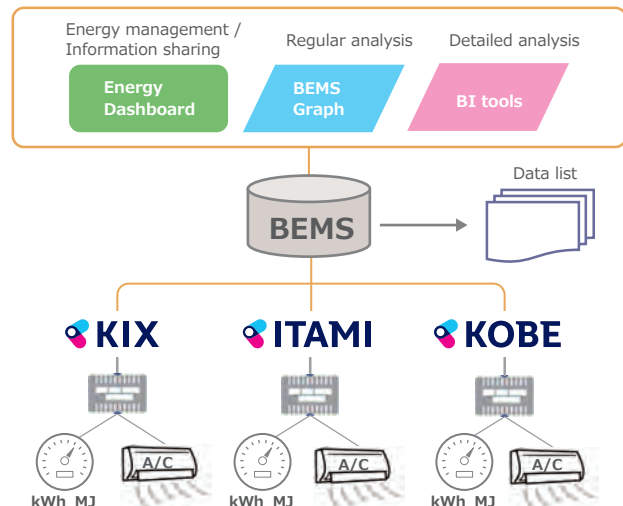 Energy management /
Information sharing
Regular analysis
Detailed analysis
Energy
Dashboard
BEMS
Graph
BI tools
BEMS
Data list
KIX
ITAMI
KOBE
A/C
A/C
A/C
kWh MJ
kWh MJ
kWh MJ